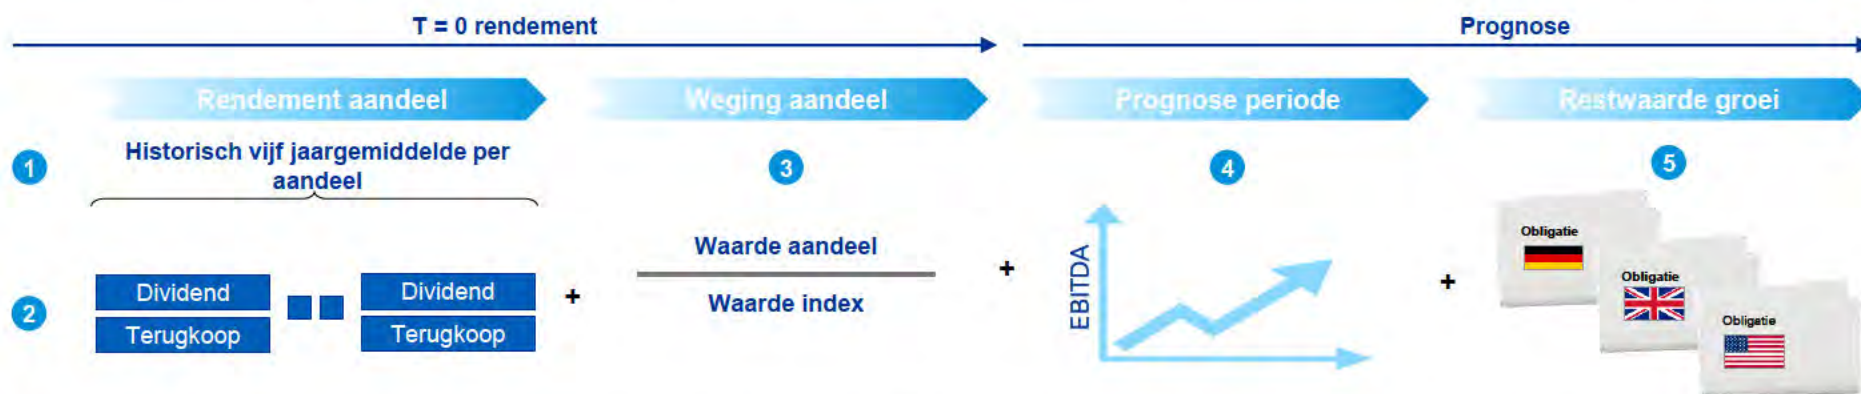 T = 0 rendement
Prognose
Rendement aandeel
Weging aandeel
Prognose periode
Restwaarde groei
1
Historisch vijf jaargemiddelde per
aandeel
3
4
5
2
Dividend
Terugkoop
Dividend
Terugkoop
+
Waarde aandeel
Waarde index
+
EBITDA
+
Obligatie
Obligatie
Obligatie